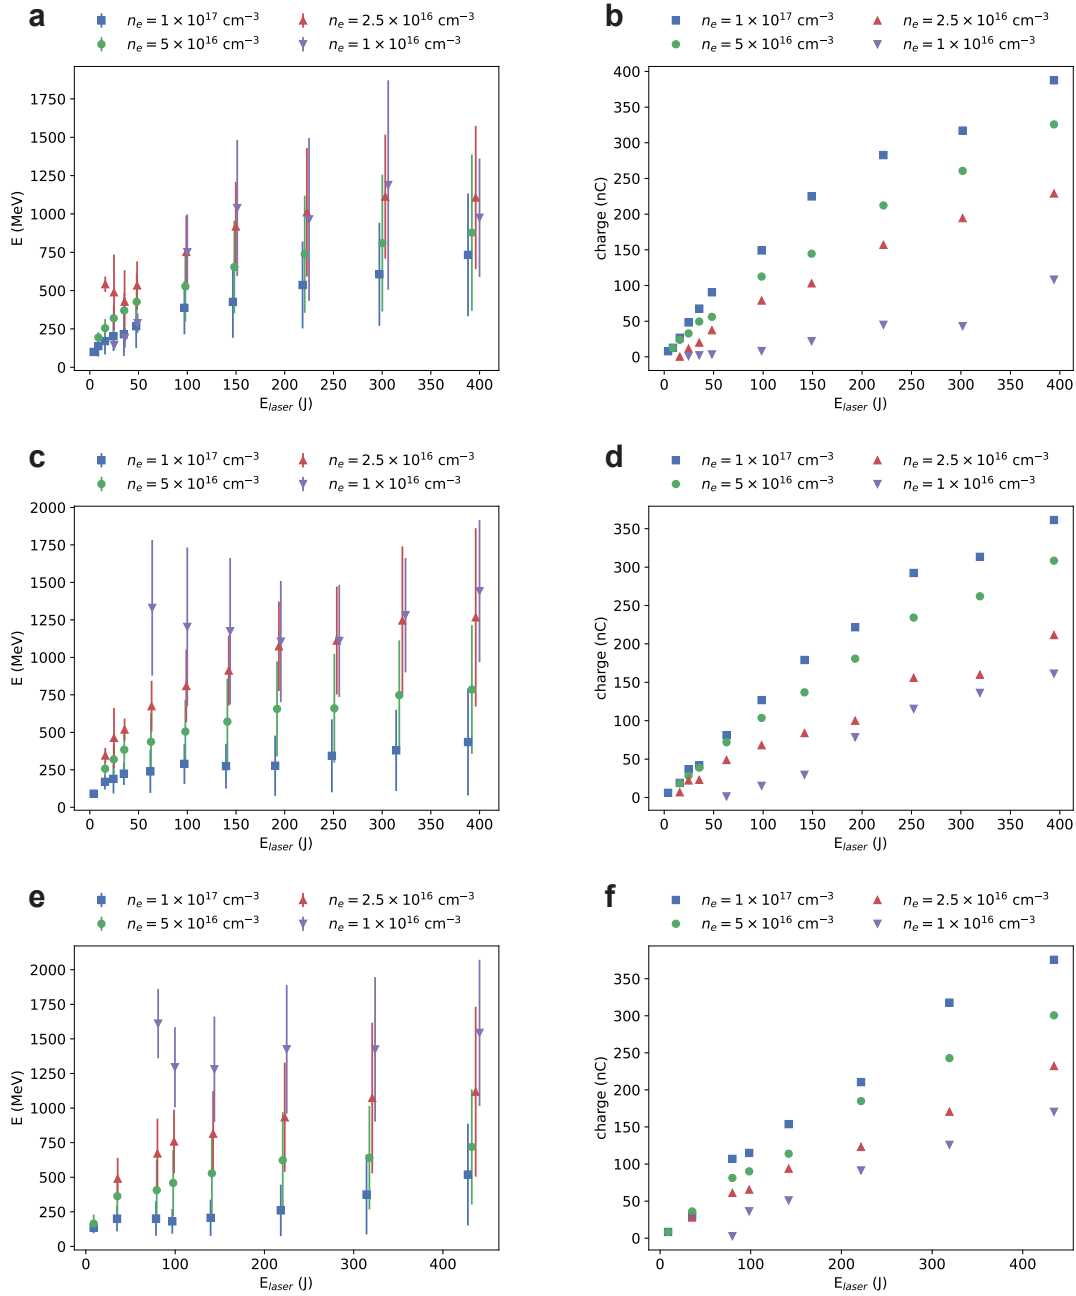 a
n_e = 1 × 10^17 cm^−3
n_e = 2.5 × 10^16 cm^−3
n_e = 5 × 10^16 cm^−3
n_e = 1 × 10^16 cm^−3
1750
1500
1250
1000
750
500
250
0
E (MeV)
0 50 100 150 200 250 300 350 400
E_laser (J)
b
n_e = 1 × 10^17 cm^−3
n_e = 2.5 × 10^16 cm^−3
n_e = 5 × 10^16 cm^−3
n_e = 1 × 10^16 cm^−3
400
350
300
250
200
150
100
50
0
charge (nC)
0 50 100 150 200 250 300 350 400
E_laser (J)
c
n_e = 1 × 10^17 cm^−3
n_e = 2.5 × 10^16 cm^−3
n_e = 5 × 10^16 cm^−3
n_e = 1 × 10^16 cm^−3
2000
1750
1500
1250
1000
750
500
250
0
E (MeV)
0 50 100 150 200 250 300 350 400
E_laser (J)
d
n_e = 1 × 10^17 cm^−3
n_e = 2.5 × 10^16 cm^−3
n_e = 5 × 10^16 cm^−3
n_e = 1 × 10^16 cm^−3
350
300
250
200
150
100
50
0
charge (nC)
0 50 100 150 200 250 300 350 400
E_laser (J)
e
n_e = 1 × 10^17 cm^−3
n_e = 2.5 × 10^16 cm^−3
n_e = 5 × 10^16 cm^−3
n_e = 1 × 10^16 cm^−3
2000
1750
1500
1250
1000
750
500
250
0
E (MeV)
0 100 200 300 400
E_laser (J)
f
n_e = 1 × 10^17 cm^−3
n_e = 2.5 × 10^16 cm^−3
n_e = 5 × 10^16 cm^−3
n_e = 1 × 10^16 cm^−3
350
300
250
200
150
100
50
0
charge (nC)
0 100 200 300 400
E_laser (J)